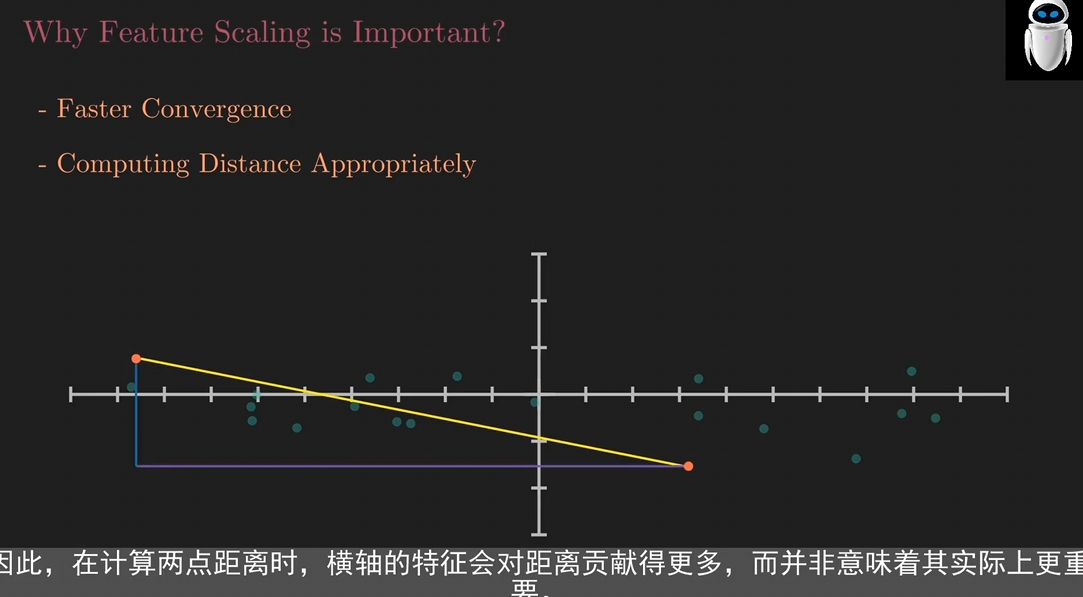 Why Feature Scaling is Important?
- Faster Convergence
- Computing Distance Appropriately
因此，在计算两点距离时，横轴的特征会对距离贡献得更多，而并非意味着其实际上更重
要。